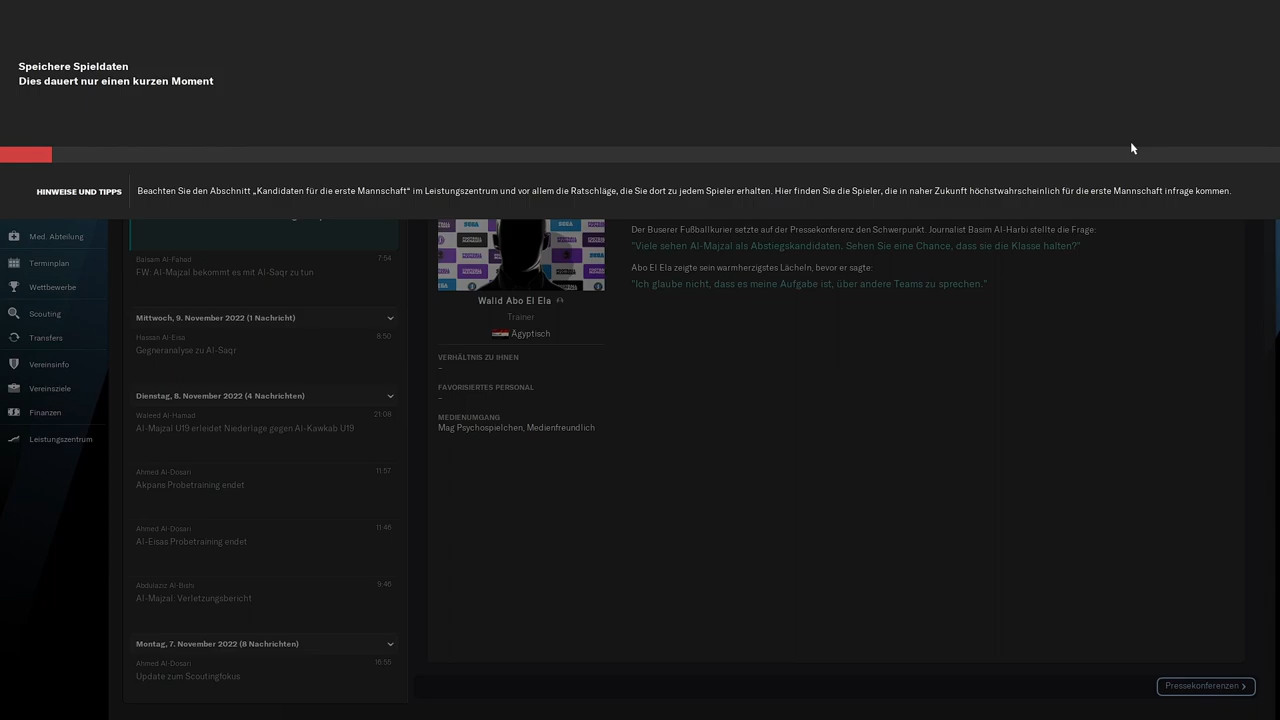 Speichere Spieldaten
Dies dauert nur einen kurzen Moment
HINWEISE UND TIPPS
Beachten Sie den Abschnitt „Kandidaten für die erste Mannschaft“ im Leistungszentrum und vor allem die Ratschläge, die Sie dort zu jedem Spieler erhalten. Hier finden Sie die Spieler, die in naher Zukunft höchstwahrscheinlich für die erste Mannschaft infrage kommen.
Med. Abteilung
Terminplan
Wettbewerbe
Scouting
Transfers
Vereinsinfo
Vereinsziele
Finanzen
Leistungszentrum
Balsam Al-Fahad 7:54
FW: Al-Majzal bekommt es mit Al-Saqr zu tun
Mittwoch, 9. November 2022 (1 Nachricht)
Hassan Al-Eisa 6:50
Gegneranalyse zu Al-Saqr
Dienstag, 8. November 2022 (4 Nachrichten)
Waleed Al-Hamad 21:08
Al-Majzal U19 erleidet Niederlage gegen Al-Kawkab U19
Ahmed Al-Dosari 11:57
Akpans Probetraining endet
Ahmed Al-Dosari 11:46
Al-Eisas Probetraining endet
Abdulaziz Al-Bishi 9:46
Al-Majzal: Verletzungsbericht
Montag, 7. November 2022 (8 Nachrichten)
Ahmed Al-Dosari 16:55
Update zum Scoutingfokus
SEGA
Walid Abo El Ela
Trainer
Ägyptisch
VERHÄLTNIS ZU IHNEN
–
FAVORISIERTES PERSONAL
–
MEDIENUMGANG
Mag Psychospielchen, Medienfreundlich
Der Buserer Fußballkurier setzte auf der Pressekonferenz den Schwerpunkt. Journalist Basim Al-Harbi stellte die Frage:
"Viele sehen Al-Majzal als Abstiegskandidaten. Sehen Sie eine Chance, dass sie die Klasse halten?"
Abo El Ela zeigte sein warmherzigstes Lächeln, bevor er sagte:
"Ich glaube nicht, dass es meine Aufgabe ist, über andere Teams zu sprechen."
Pressekonferenzen